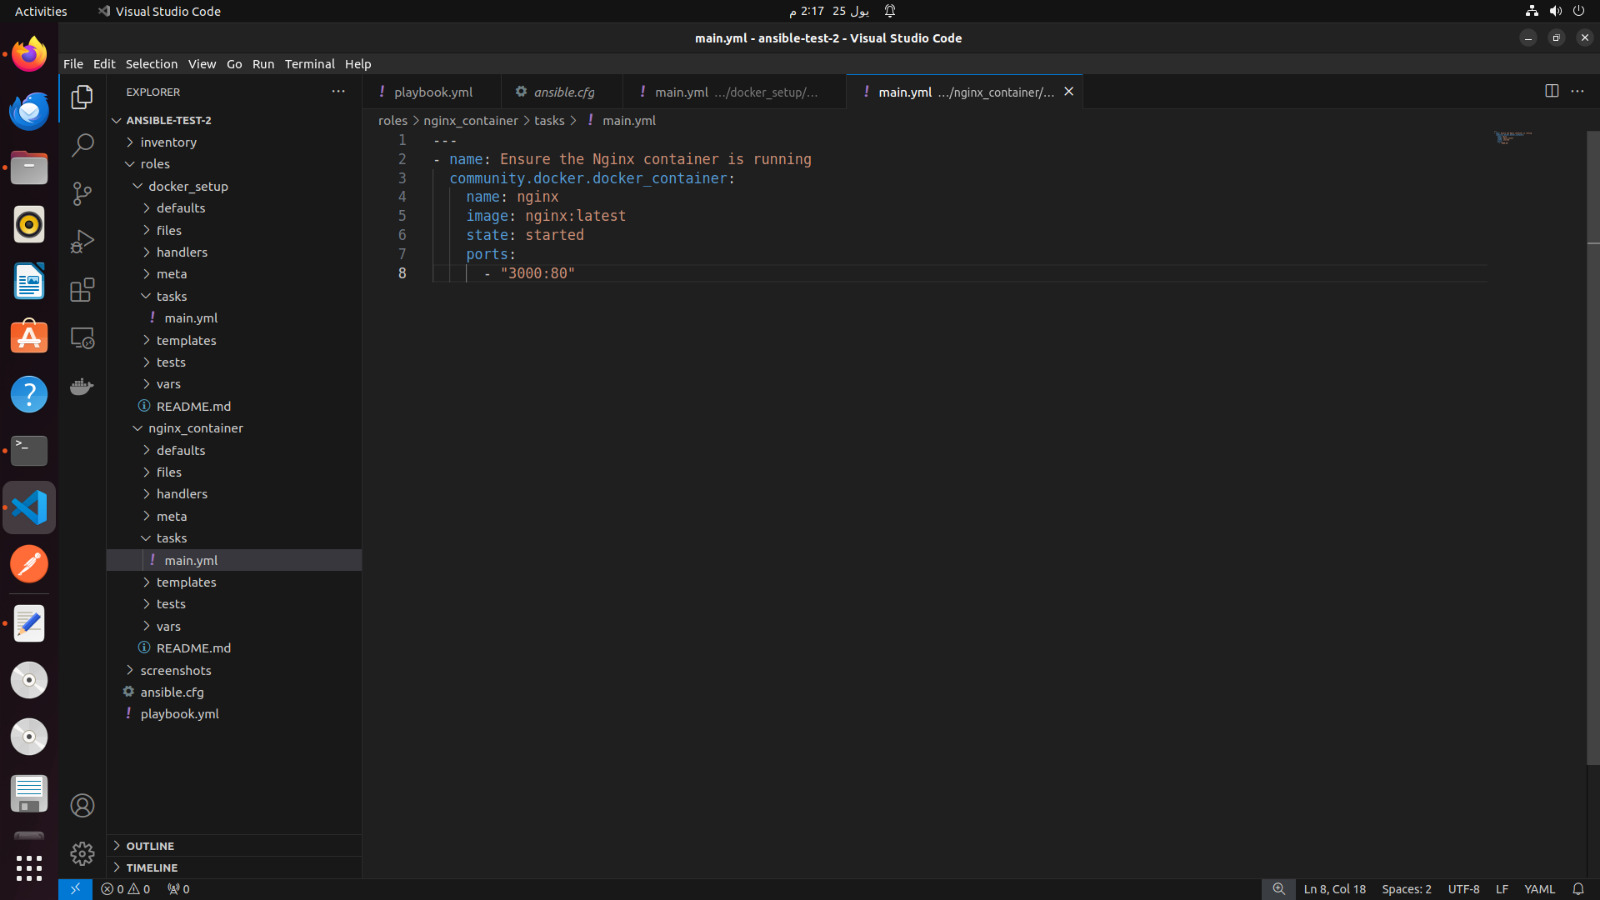 Activities
Visual Studio Code
يول 25 2:17 م
main.yml - ansible-test-2 - Visual Studio Code
File Edit Selection View Go Run Terminal Help
EXPLORER
playbook.yml
ansible.cfg
main.yml .../docker_setup/...
main.yml .../nginx_container/...
roles > nginx_container > tasks > ! main.yml
ANSIBLE-TEST-2
inventory
roles
docker_setup
defaults
files
handlers
meta
tasks
main.yml
templates
tests
vars
README.md
nginx_container
defaults
files
handlers
meta
tasks
main.yml
templates
tests
vars
README.md
screenshots
ansible.cfg
playbook.yml
OUTLINE
TIMELINE
1 ---
2 - name: Ensure the Nginx container is running
3 community.docker.docker_container:
4 name: nginx
5 image: nginx:latest
6 state: started
7 ports:
8 - "3000:80"
0 0 0
Ln 8, Col 18 Spaces: 2 UTF-8 LF YAML